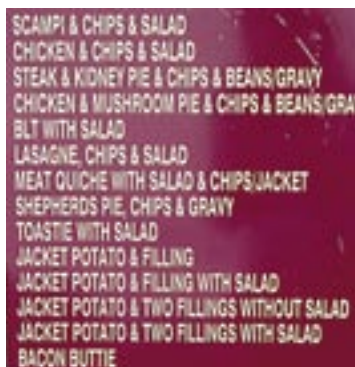 SCAMPI & CHIPS & SALAD
CHICKEN & CHIPS & SALAD
STEAK & KIDNEY PIE & CHIPS & BEANS/GRAVY
CHICKEN & MUSHROOM PIE & CHIPS & BEANS/GRA
BLT WITH SALAD
LASAGNE, CHIPS & SALAD
MEAT QUICHE WITH SALAD & CHIPS/JACKET
SHEPHERDS PIE, CHIPS & GRAVY
TOASTIE WITH SALAD
JACKET POTATO & FILLING
JACKET POTATO & FILLING WITH SALAD
JACKET POTATO & TWO FILLINGS WITHOUT SALAD
JACKET POTATO & TWO FILLINGS WITH SALAD
BACON BUTTIE